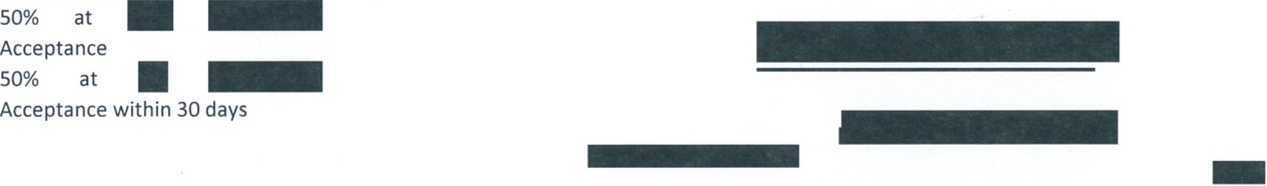 50% at
Acceptance
50% at
Acceptance within 30 days